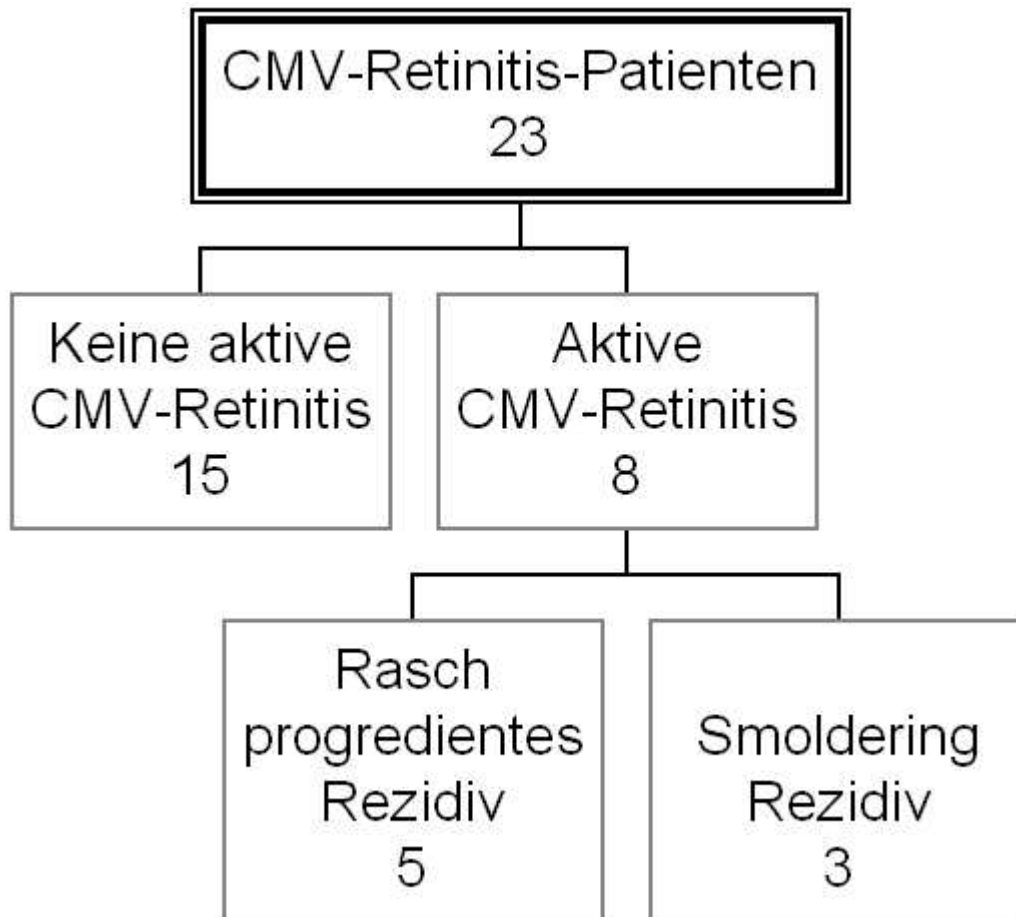 CMV-Retinitis-Patienten
23
Keine aktive
CMV-Retinitis
15
Aktive
CMV-Retinitis
8
Rasch
progredientes
Rezidiv
5
Smoldering
Rezidiv
3